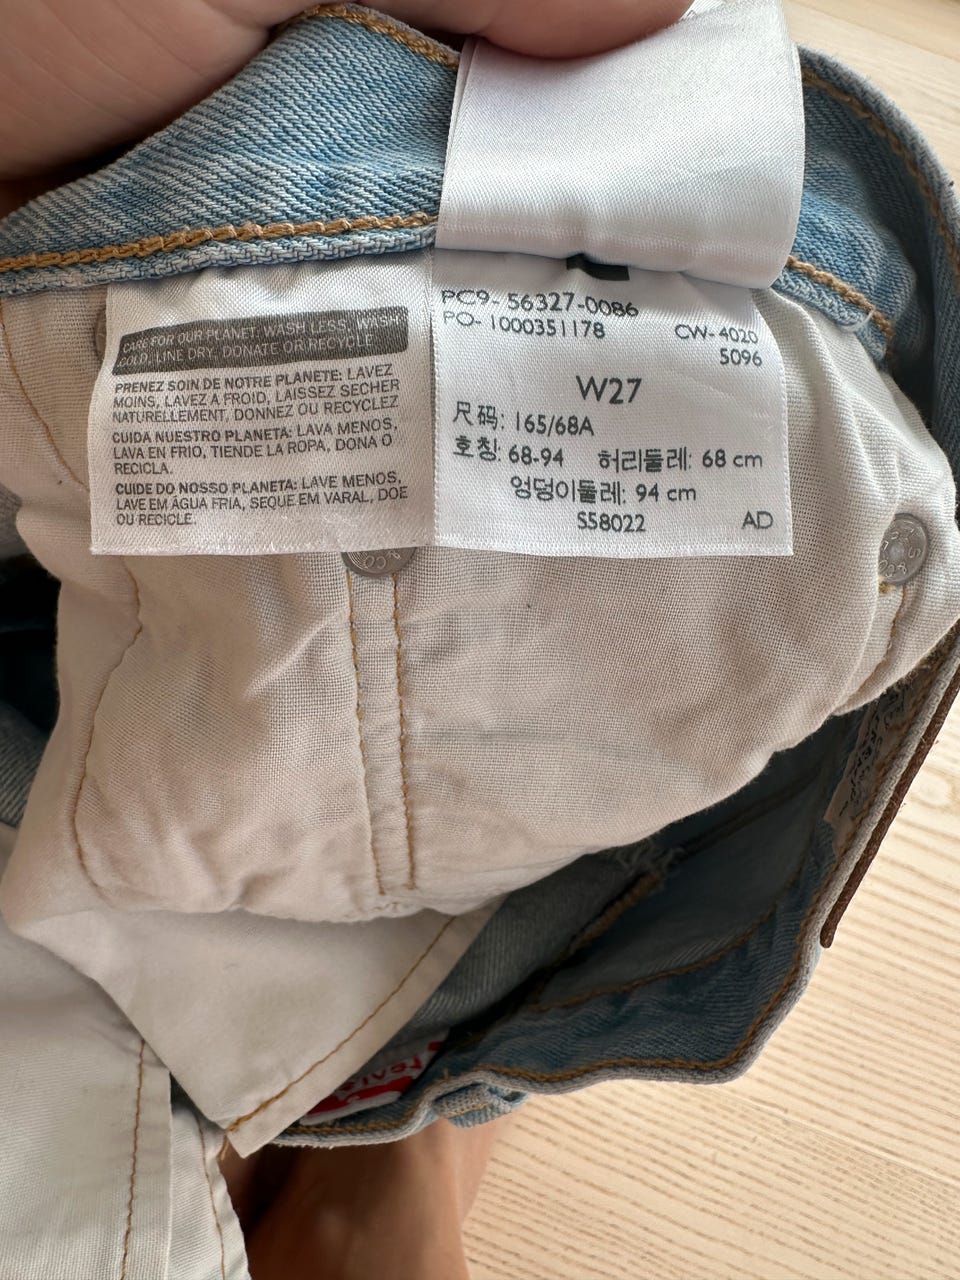 CARE FOR OUR PLANET: WASH LESS, WASH
COLD, LINE DRY, DONATE OR RECYCLE
PRENEZ SOIN DE NOTRE PLANETE: LAVEZ
MOINS, LAVEZ A FROID, LAISSEZ SECHER
NATURELLEMENT, DONNEZ OU RECYCLEZ
CUIDA NUESTRO PLANETA: LAVA MENOS,
LAVA EN FRIO, TIENDE LA ROPA, DONA O
RECICLA.
CUIDE DO NOSSO PLANETA: LAVE MENOS,
LAVE EM ÁGUA FRIA, SEQUE EM VARAL, DOE
OU RECICLE.
PC9- 56327-0086
PO- 1000351178 CW- 4020
5096
W27
尺码: 165/68A
호칭: 68-94 허리둘레: 68 cm
엉덩이둘레: 94 cm
S58022 AD
Levi's